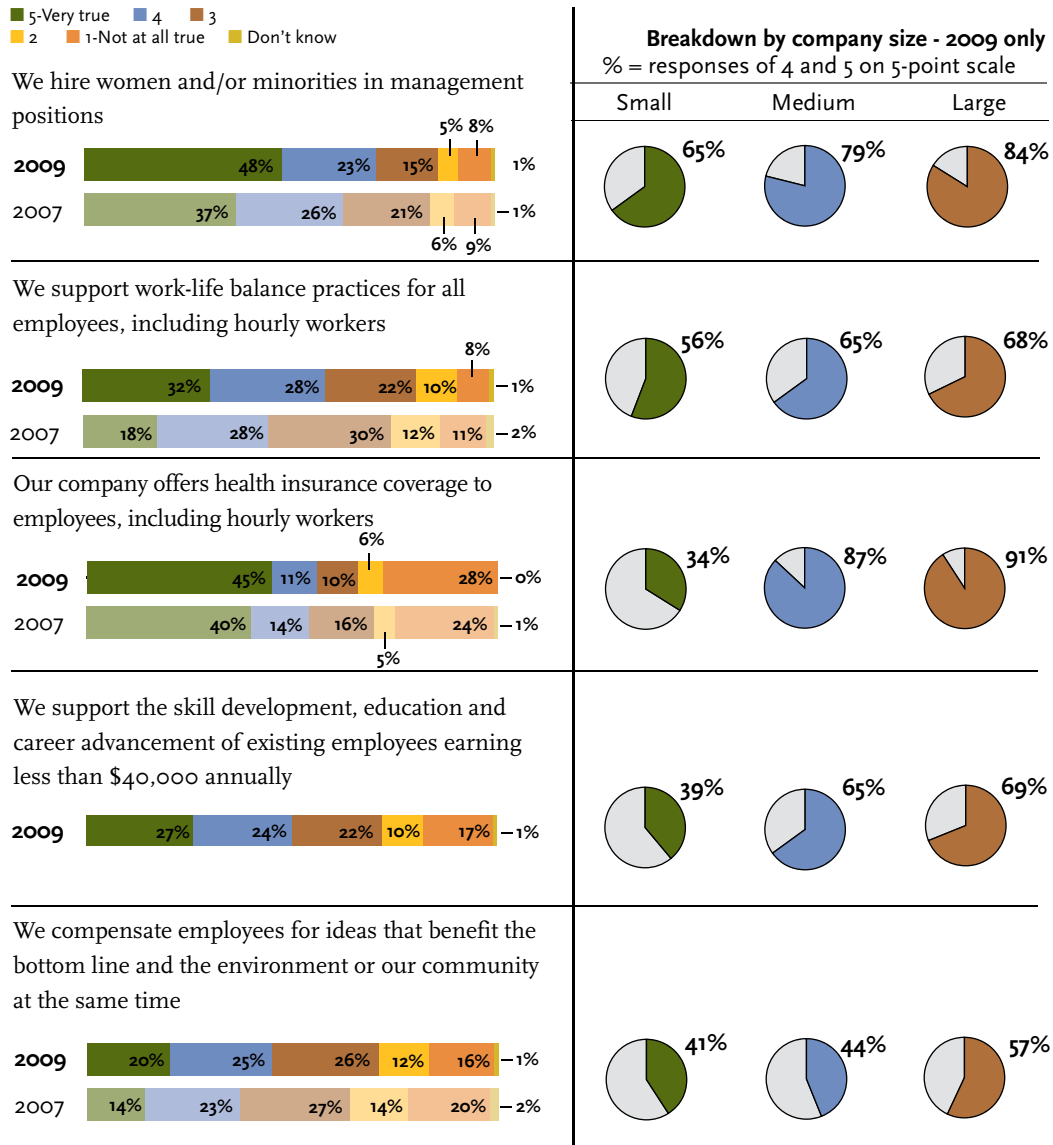 5-Very true 4 3
2 1-Not at all true Don't know
Breakdown by company size - 2009 only
% = responses of 4 and 5 on 5-point scale
Small Medium Large
We hire women and/or minorities in management
positions
5% 8%
2009 48% 23% 15% 1%
2007 37% 26% 21% 1%
6% 9%
65% 79% 84%
We support work-life balance practices for all
employees, including hourly workers
8%
2009 32% 28% 22% 10% 1%
2007 18% 28% 30% 12% 11% 2%
56% 65% 68%
Our company offers health insurance coverage to
employees, including hourly workers
6%
2009 45% 11% 10% 28% 0%
2007 40% 14% 16% 24% 1%
5%
34% 87% 91%
We support the skill development, education and
career advancement of existing employees earning
less than $40,000 annually
2009 27% 24% 22% 10% 17% 1%
39% 65% 69%
We compensate employees for ideas that benefit the
bottom line and the environment or our community
at the same time
2009 20% 25% 26% 12% 16% 1%
2007 14% 23% 27% 14% 20% 2%
41% 44% 57%